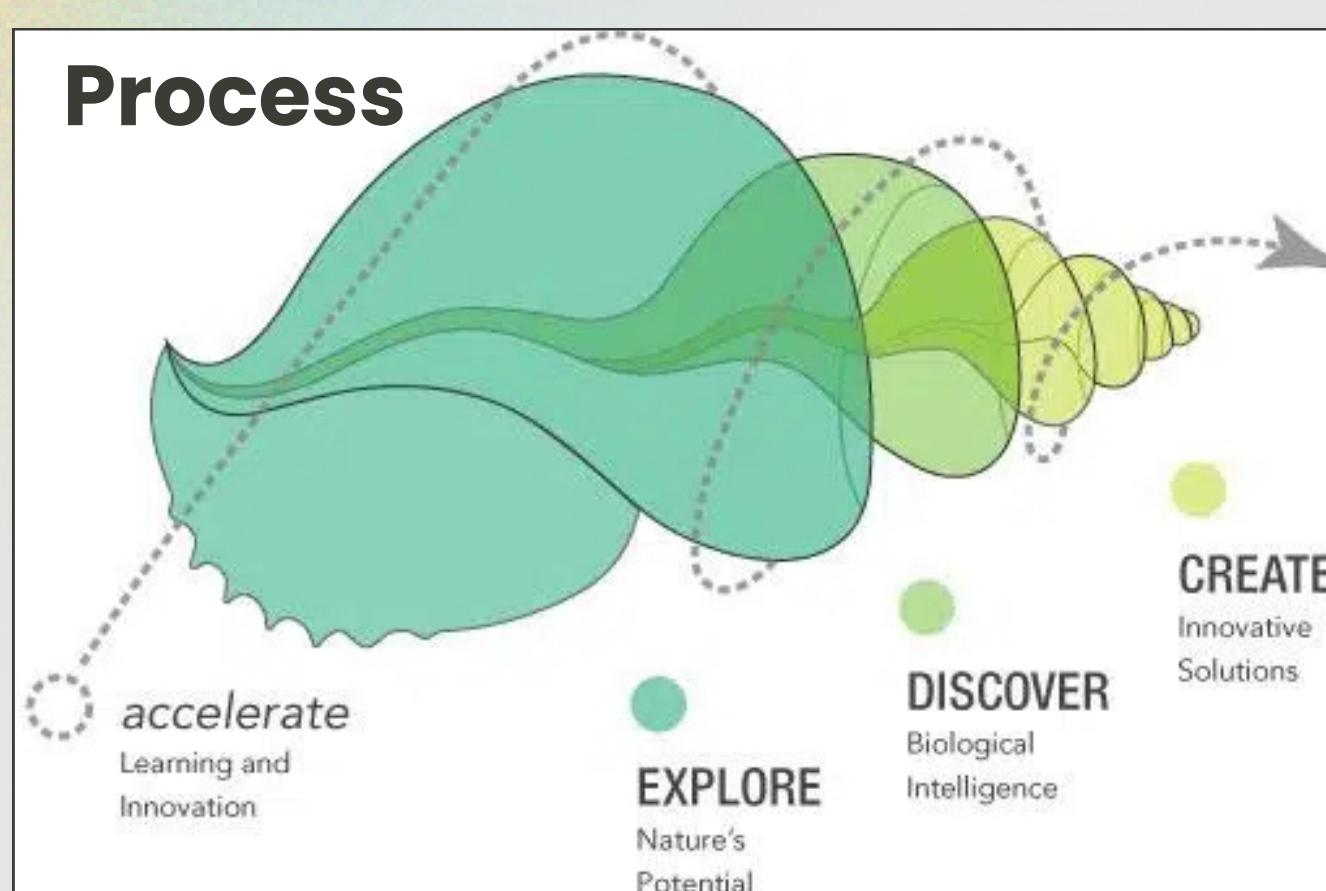 Process
accelerate
Learning and
Innovation
EXPLORE
Nature's
Potential
DISCOVER
Biological
Intelligence
CREATE
Innovative
Solutions